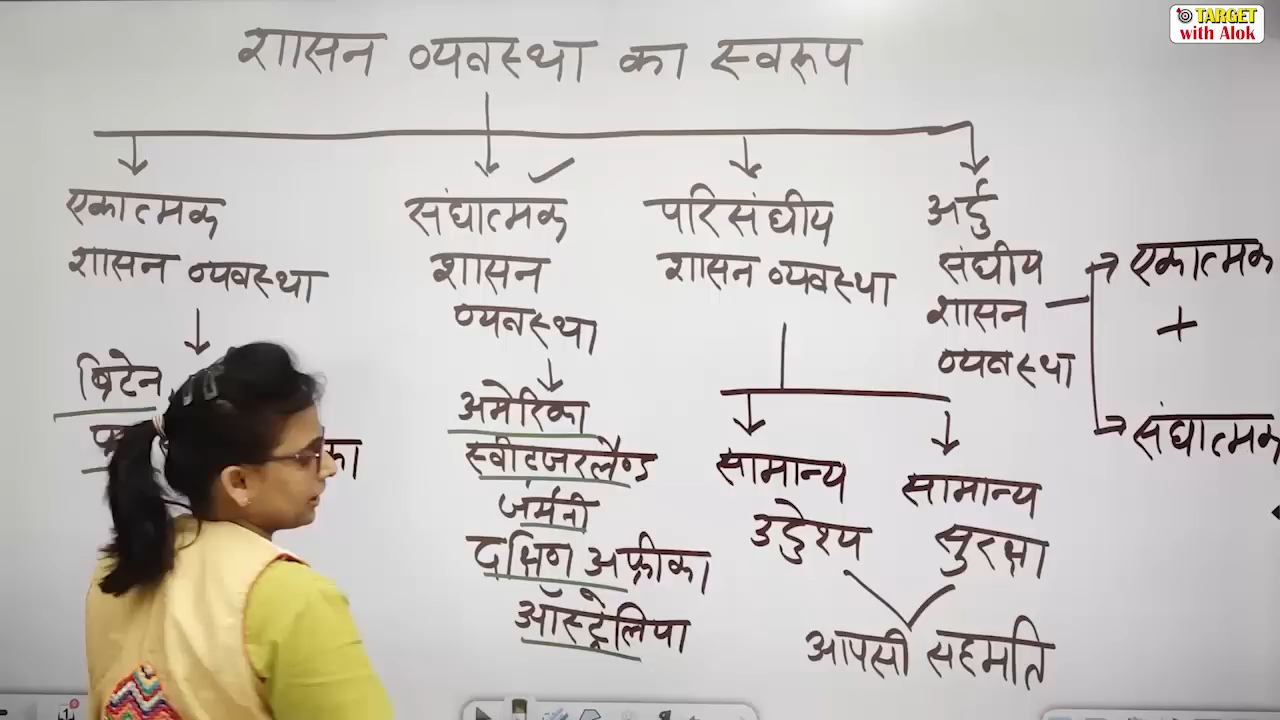 TARGET
with Alok
शासन व्यवस्था का स्वरूप
एकात्मक
शासन व्यवस्था
ब्रिटेन
संघात्मक
शासन
व्यवस्था
अमेरिका
स्वीटजरलैण्ड
जर्मनी
दक्षिण अफ्रीका
ऑस्ट्रेलिया
परिसंघीय
शासन व्यवस्था
सामान्य
उद्देश्य
सामान्य
सुरक्षा
आपसी सहमति
अर्द्ध
संघीय
शासन
व्यवस्था
एकात्मक
+
संघात्मक